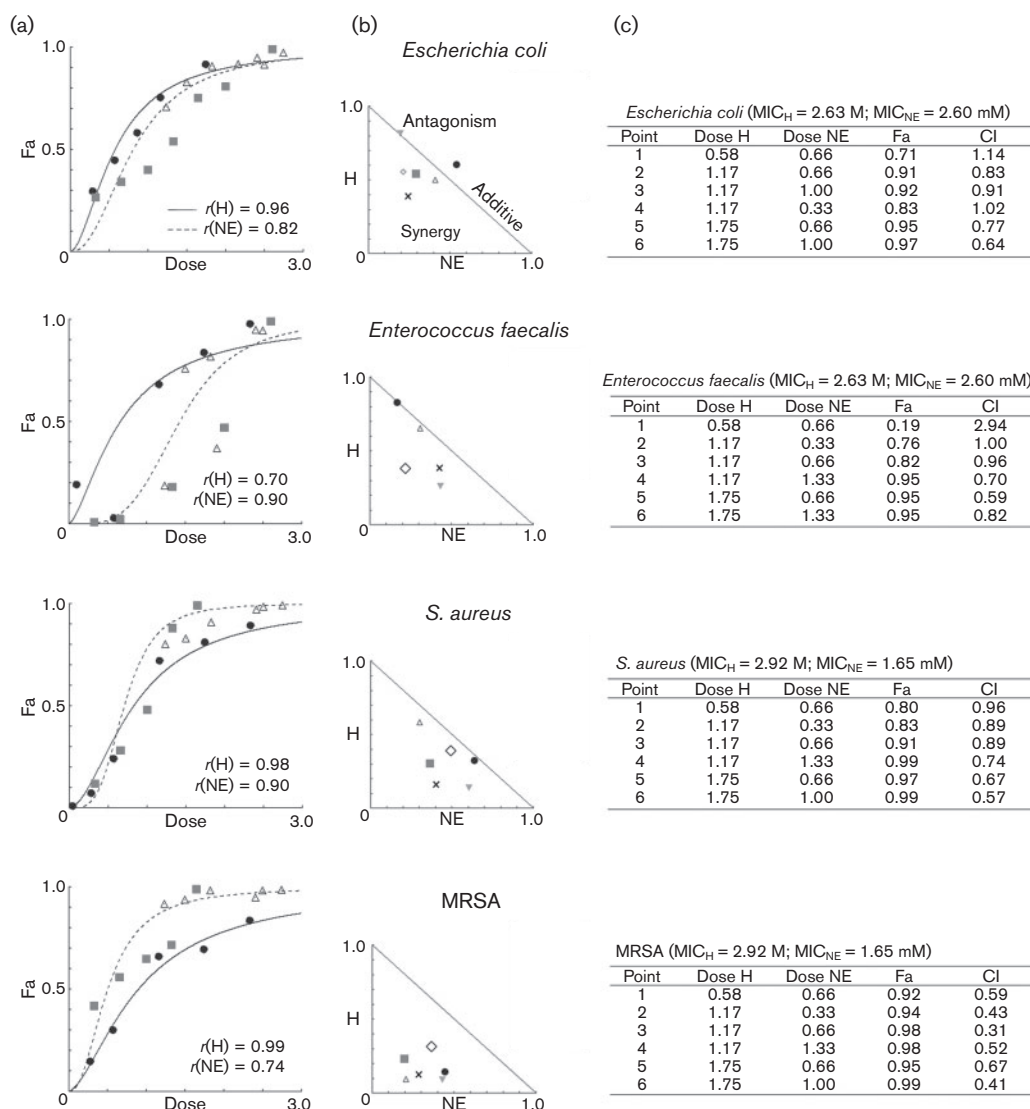 (a)
(b)
(c)
1.0
Fa
0.5
r(H) = 0.96
r(NE) = 0.82
0
Dose
3.0
Escherichia coli
1.0
Antagonism
H
Additive
Synergy
0
NE
1.0
Escherichia coli (MIC_H = 2.63 M; MIC_NE = 2.60 mM)
Point Dose H Dose NE Fa CI
1 0.58 0.66 0.71 1.14
2 1.17 0.66 0.91 0.83
3 1.17 1.00 0.92 0.91
4 1.17 0.33 0.83 1.02
5 1.75 0.66 0.95 0.77
6 1.75 1.00 0.97 0.64
1.0
Fa
0.5
r(H) = 0.70
r(NE) = 0.90
0
Dose
3.0
Enterococcus faecalis
1.0
H
0
NE
1.0
Enterococcus faecalis (MIC_H = 2.63 M; MIC_NE = 2.60 mM)
Point Dose H Dose NE Fa CI
1 0.58 0.66 0.19 2.94
2 1.17 0.33 0.76 1.00
3 1.17 0.66 0.82 0.96
4 1.17 1.33 0.95 0.70
5 1.75 0.66 0.95 0.59
6 1.75 1.33 0.95 0.82
1.0
Fa
0.5
r(H) = 0.98
r(NE) = 0.90
0
Dose
3.0
S. aureus
1.0
H
0
NE
1.0
S. aureus (MIC_H = 2.92 M; MIC_NE = 1.65 mM)
Point Dose H Dose NE Fa CI
1 0.58 0.66 0.80 0.96
2 1.17 0.33 0.83 0.89
3 1.17 0.66 0.91 0.89
4 1.17 1.33 0.99 0.74
5 1.75 0.66 0.97 0.67
6 1.75 1.00 0.99 0.57
1.0
Fa
0.5
r(H) = 0.99
r(NE) = 0.74
0
Dose
3.0
MRSA
1.0
H
0
NE
1.0
MRSA (MIC_H = 2.92 M; MIC_NE = 1.65 mM)
Point Dose H Dose NE Fa CI
1 0.58 0.66 0.92 0.59
2 1.17 0.33 0.94 0.43
3 1.17 0.66 0.98 0.31
4 1.17 1.33 0.98 0.52
5 1.75 0.66 0.95 0.67
6 1.75 1.00 0.99 0.41